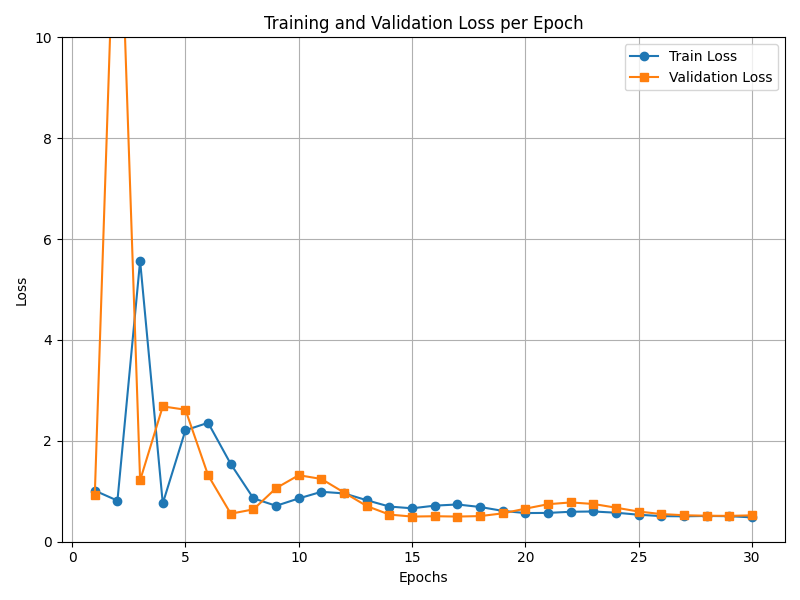 Training and Validation Loss per Epoch
Train Loss
Validation Loss
Loss
10
8
6
4
2
0
0 5 10 15 20 25 30
Epochs